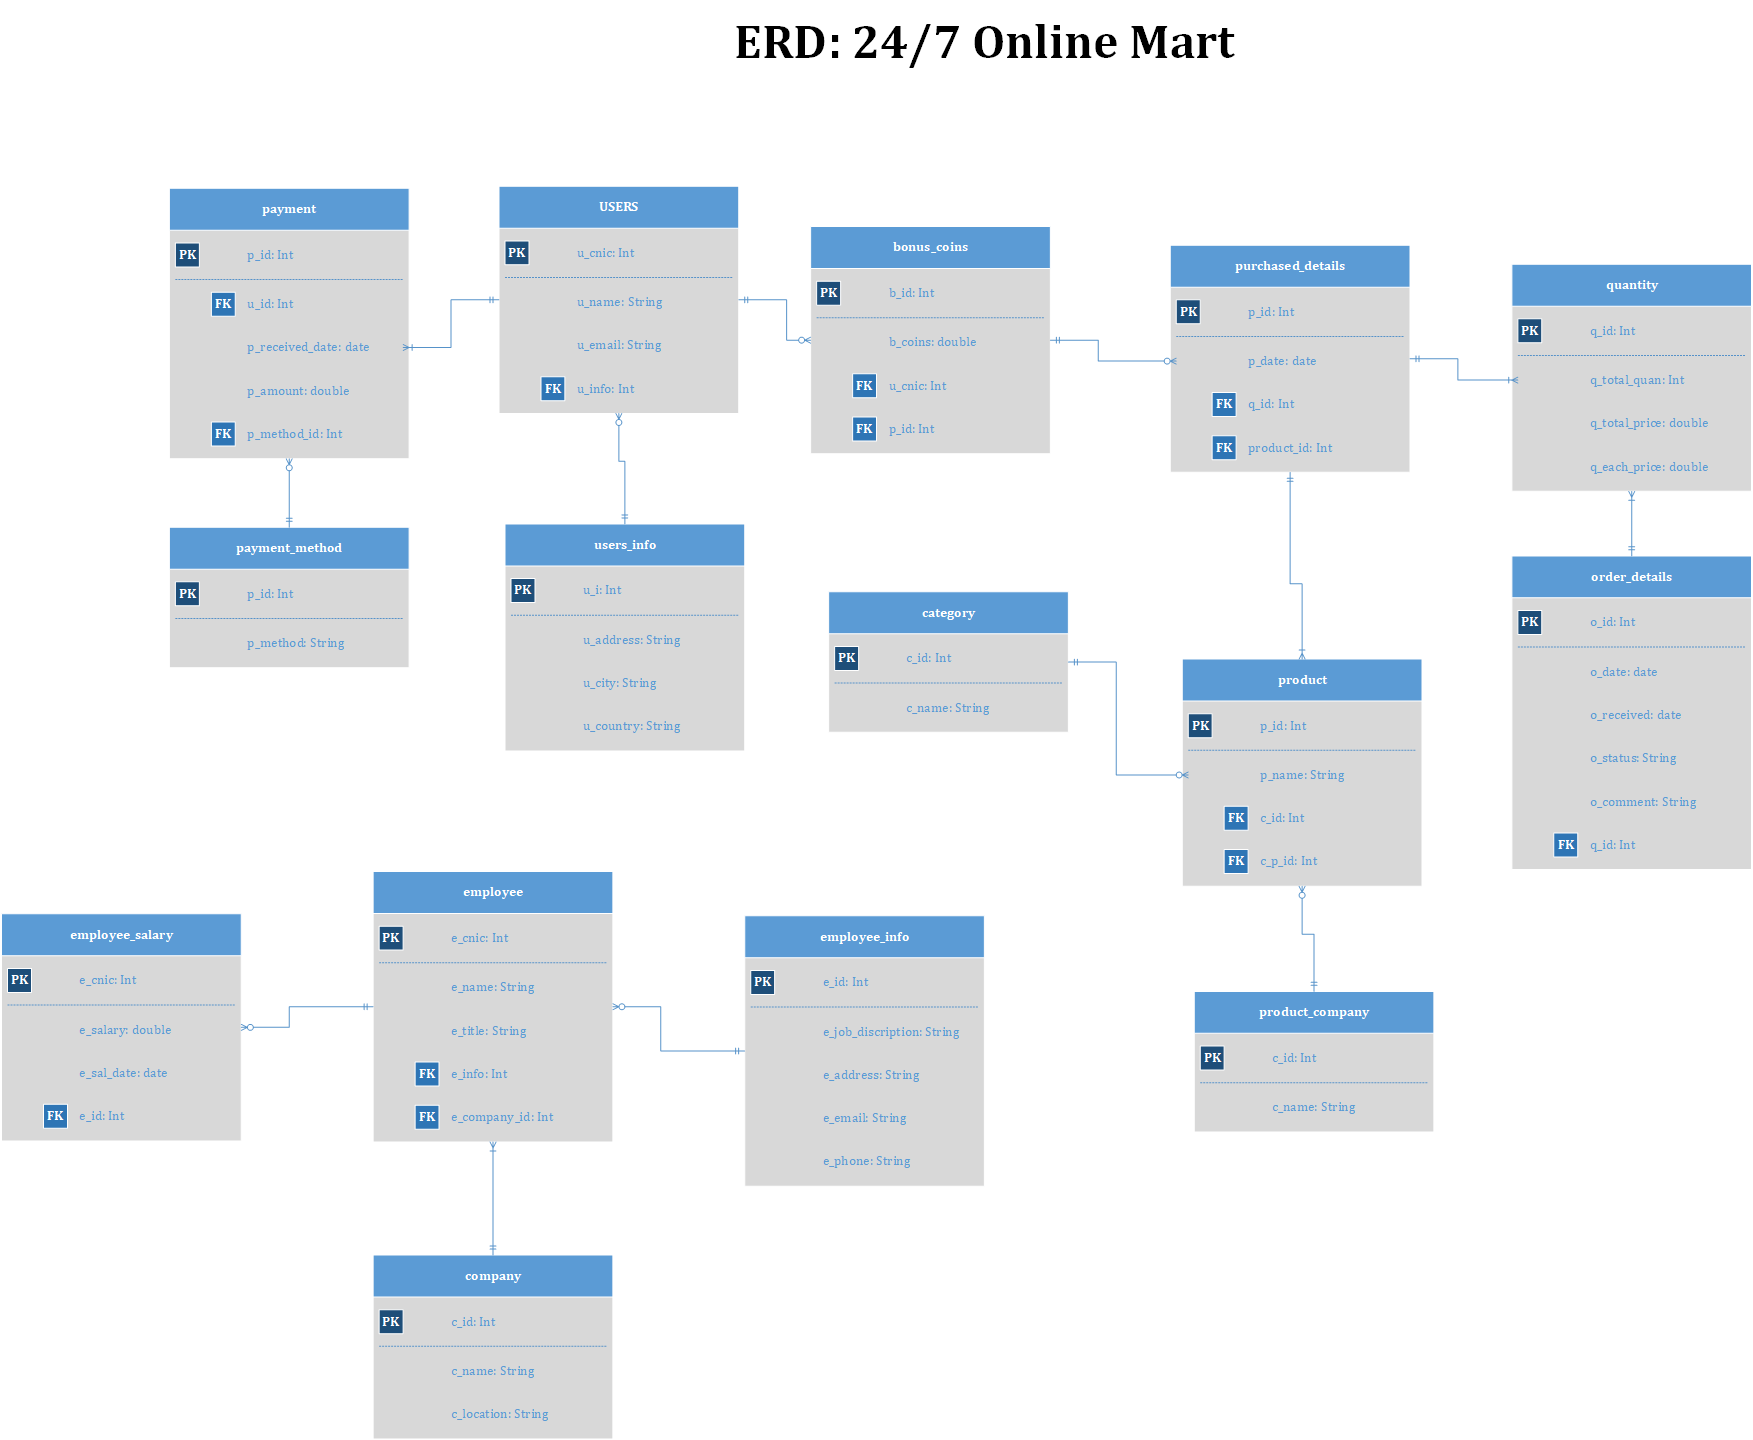 ERD: 24/7 Online Mart
payment
PK p_id: Int
FK u_id: Int
p_received_date: date
p_amount: double
FK p_method_id: Int
USERS
PK u_cnic: Int
u_name: String
u_email: String
FK u_info: Int
bonus_coins
PK b_id: Int
b_coins: double
FK u_cnic: Int
FK p_id: Int
purchased_details
PK p_id: Int
p_date: date
FK q_id: Int
FK product_id: Int
quantity
PK q_id: Int
q_total_quan: Int
q_total_price: double
q_each_price: double
payment_method
PK p_id: Int
p_method: String
users_info
PK u_i: Int
u_address: String
u_city: String
u_country: String
category
PK c_id: Int
c_name: String
product
PK p_id: Int
p_name: String
FK c_id: Int
FK c_p_id: Int
order_details
PK o_id: Int
o_date: date
o_received: date
o_status: String
o_comment: String
FK q_id: Int
employee_salary
PK e_cnic: Int
e_salary: double
e_sal_date: date
FK e_id: Int
employee
PK e_cnic: Int
e_name: String
e_title: String
FK e_info: Int
FK e_company_id: Int
employee_info
PK e_id: Int
e_job_discription: String
e_address: String
e_email: String
e_phone: String
product_company
PK c_id: Int
c_name: String
company
PK c_id: Int
c_name: String
c_location: String